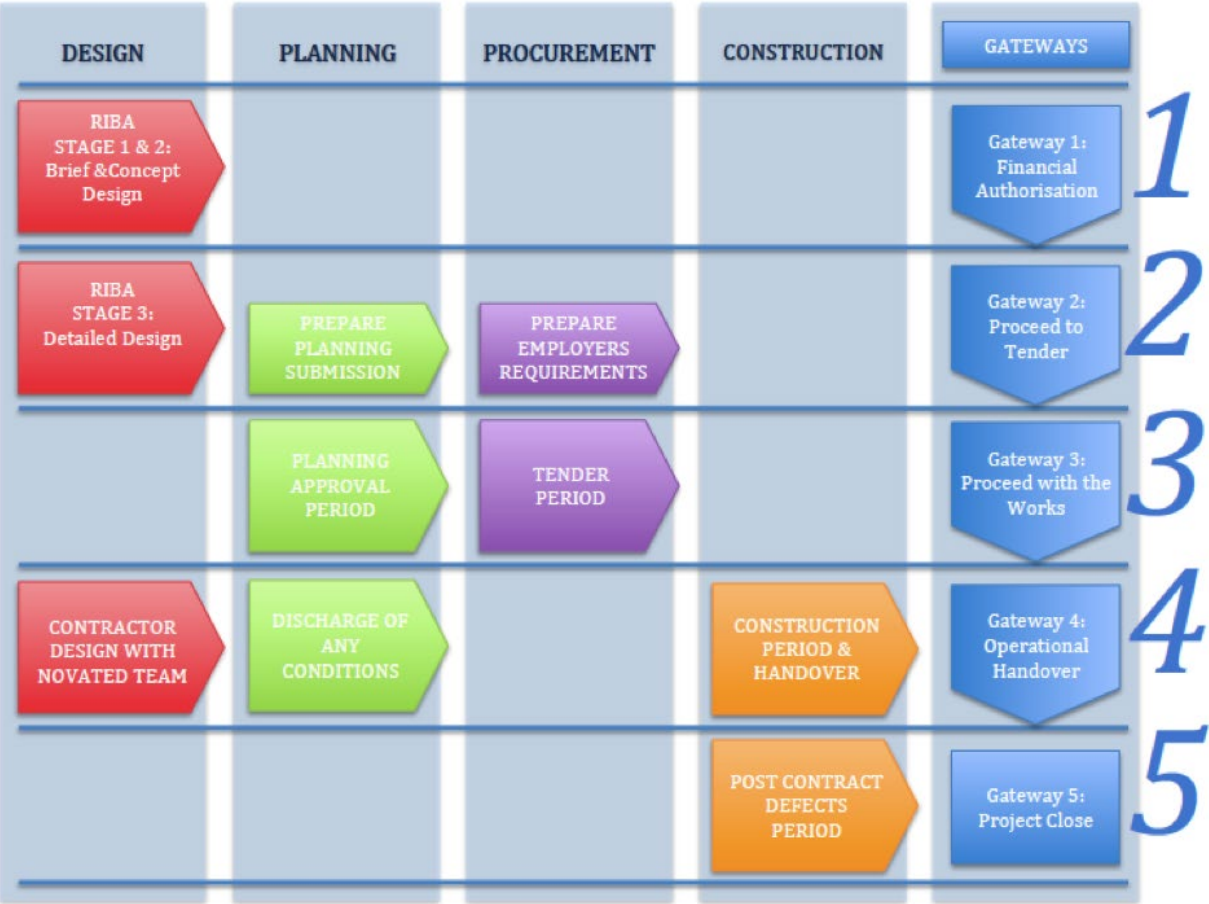 DESIGN
PLANNING
PROCUREMENT
CONSTRUCTION
GATEWAYS
RIBA
STAGE 1 & 2:
Brief &Concept
Design
Gateway 1:
Financial
Authorisation
1
RIBA
STAGE 3:
Detailed Design
PREPARE
PLANNING
SUBMISSION
PREPARE
EMPLOYERS
REQUIREMENTS
Gateway 2:
Proceed to
Tender
2
PLANNING
APPROVAL
PERIOD
TENDER
PERIOD
Gateway 3:
Proceed with the
Works
3
CONTRACTOR
DESIGN WITH
NOVATED TEAM
DISCHARGE OF
ANY
CONDITIONS
CONSTRUCTION
PERIOD &
HANDOVER
Gateway 4:
Operational
Handover
4
POST CONTRACT
DEFECTS
PERIOD
Gateway 5:
Project Close
5